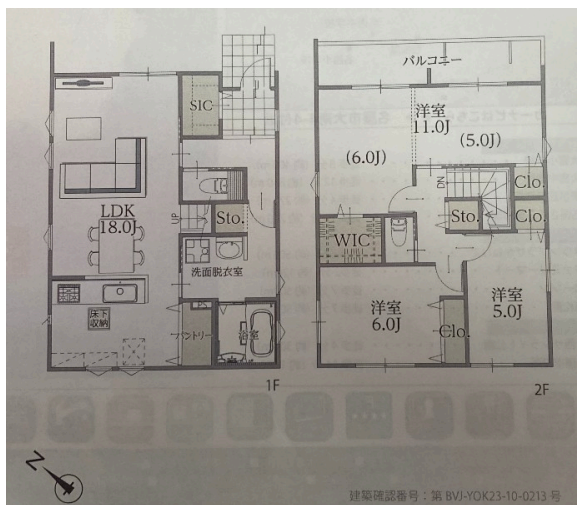 バルコニー
SIC
洋室
11.0J
(6.0J)
(5.0J)
DN
Clo.
LDK
18.0J
UP
Sto.
Sto.
Clo.
WIC
洗面脱衣室
洋室
6.0J
洋室
5.0J
床下
収納
パントリー
浴室
Clo.
1F
2F
Z
建築確認番号：第 BVJ-YOK23-10-0213 号